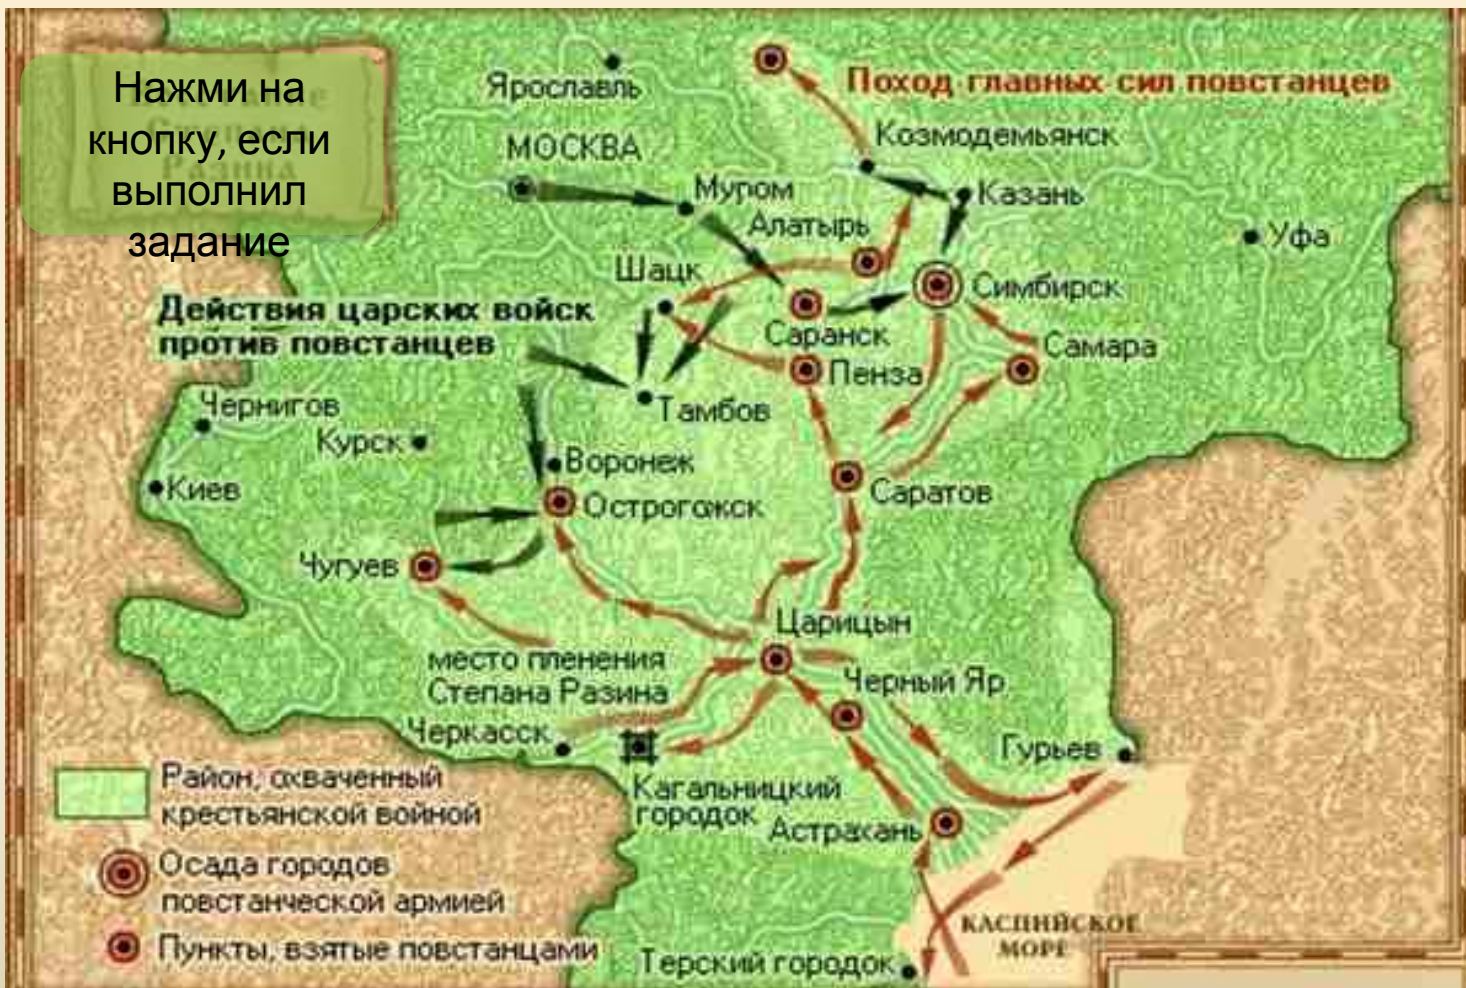 Нажми на
кнопку, если
выполнил
задание
Ярославль
Поход главных сил повстанцев
Козмодемьянск
МОСКВА
Муром
Казань
Алатырь
Уфа
Шацк
Симбирск
Действия царских войск
против повстанцев
Саранск
Самара
Пенза
Чернигов
Тамбов
Курск
Воронеж
Киев
Саратов
Острогожск
Чугуев
Царицын
место пленения
Степана Разина
Черный Яр
Черкасск
Гурьев
Район, охваченный
крестьянской войной
Кагальницкий
городок
Астрахань
Осада городов
повстанческой армией
КАСПИЙСКОЕ
МОРЕ
Пункты, взятые повстанцами
Терский городок